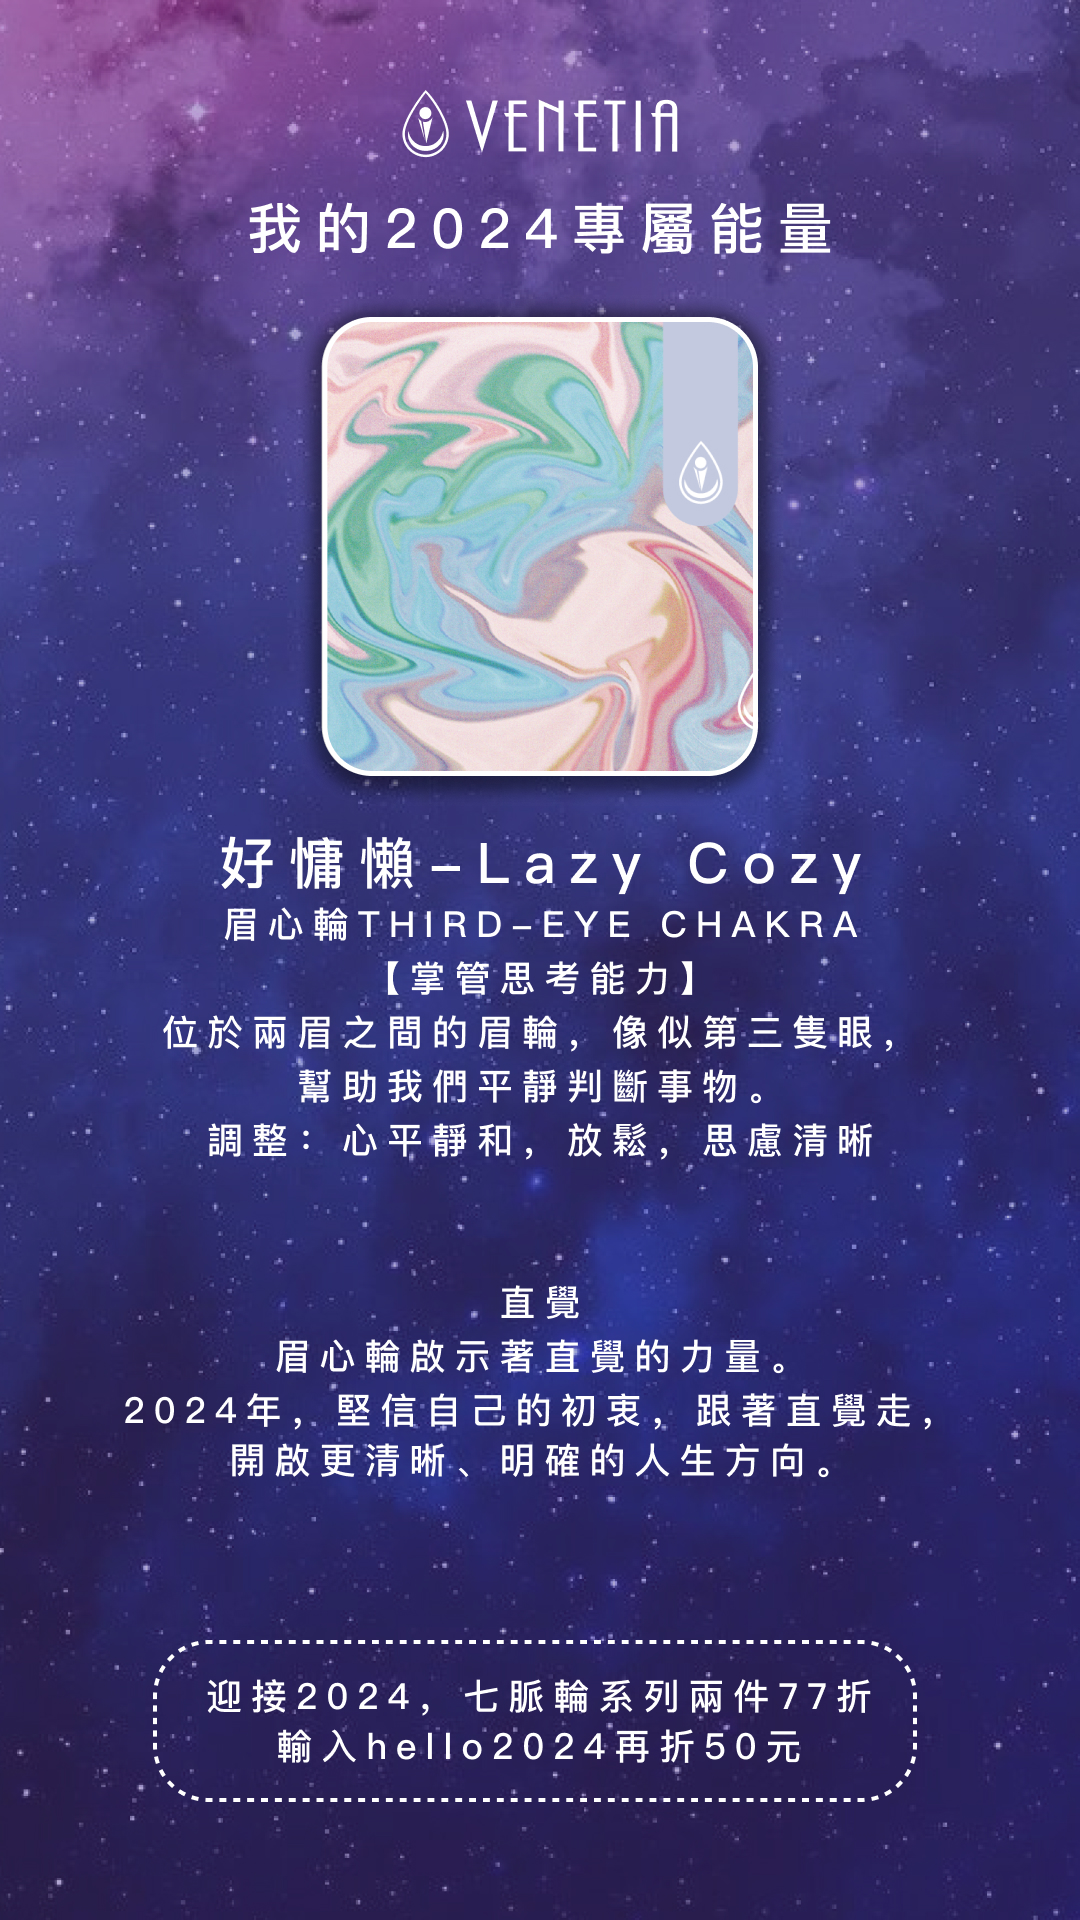 VENETIA
我的2024專屬能量
好慵懶-Lazy Cozy
眉心輪THIRD-EYE CHAKRA
【掌管思考能力】
位於兩眉之間的眉輪，像似第三隻眼，
幫助我們平靜判斷事物。
調整：心平靜和，放鬆，思慮清晰
直覺
眉心輪啟示著直覺的力量。
2024年，堅信自己的初衷，跟著直覺走，
開啟更清晰、明確的人生方向。
迎接2024，七脈輪系列兩件77折
輸入hello2024再折50元